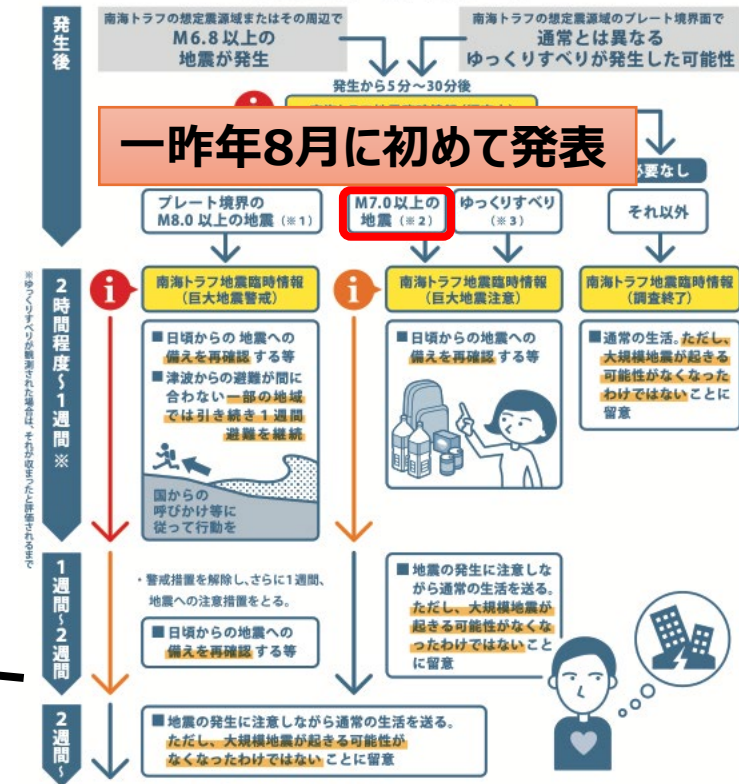 発生後
南海トラフの想定震源域またはその周辺で
M6.8以上の
地震が発生
南海トラフの想定震源域のプレート境界面で
通常とは異なる
ゆっくりすべりが発生した可能性
発生から5分～30分後
i
一昨年8月に初めて発表
必要なし
プレート境界の
M8.0以上の地震（※1）
M7.0以上の
地震（※2）
ゆっくりすべり
（※3）
それ以外
2時間程度～1週間※
※ゆっくりすべりが観測された場合は、それが収まったと評価されるまで
i
南海トラフ地震臨時情報
（巨大地震警戒）
i
南海トラフ地震臨時情報
（巨大地震注意）
南海トラフ地震臨時情報
（調査終了）
■日頃からの 地震への
備えを再確認 する等
■津波からの避難が間に
合わない一部の地域
では引き続き1週間
避難を継続
国からの
呼びかけ等に
従って行動を
■日頃からの地震への
備えを再確認 する等
■通常の生活。ただし、
大規模地震が起きる
可能性がなくなった
わけではないことに
留意
1週間～2週間
・警戒措置を解除し、さらに1週間、
地震への注意措置をとる。
■日頃からの地震への
備えを再確認 する等
■地震の発生に注意しな
がら通常の生活を送る。
ただし、大規模地震が
起きる可能性がなくな
ったわけではないこと
に留意
2週間～
■地震の発生に注意しながら通常の生活を送る。
ただし、大規模地震が起きる可能性が
なくなったわけではないことに留意